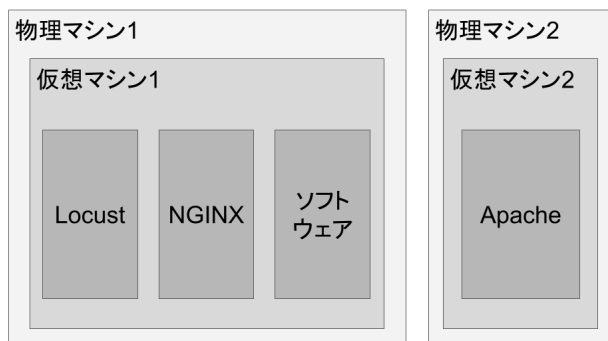 物理マシン1
仮想マシン1
Locust
NGINX
ソフト
ウェア
物理マシン2
仮想マシン2
Apache